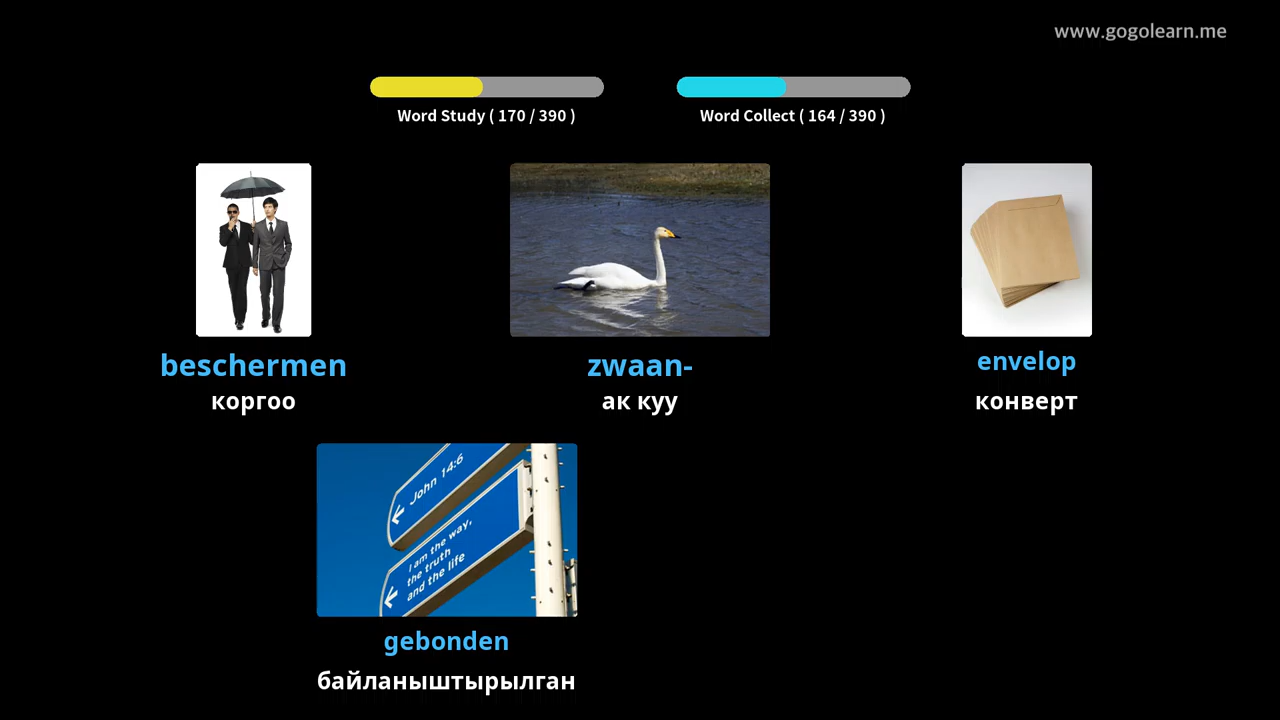 www.gogolearn.me
Word Study ( 170 / 390 )
Word Collect ( 164 / 390 )
beschermen
коргоо
zwaan-
ак куу
envelop
конверт
John 14:6
I am the way,
the truth
and the life
gebonden
байланыштырылган